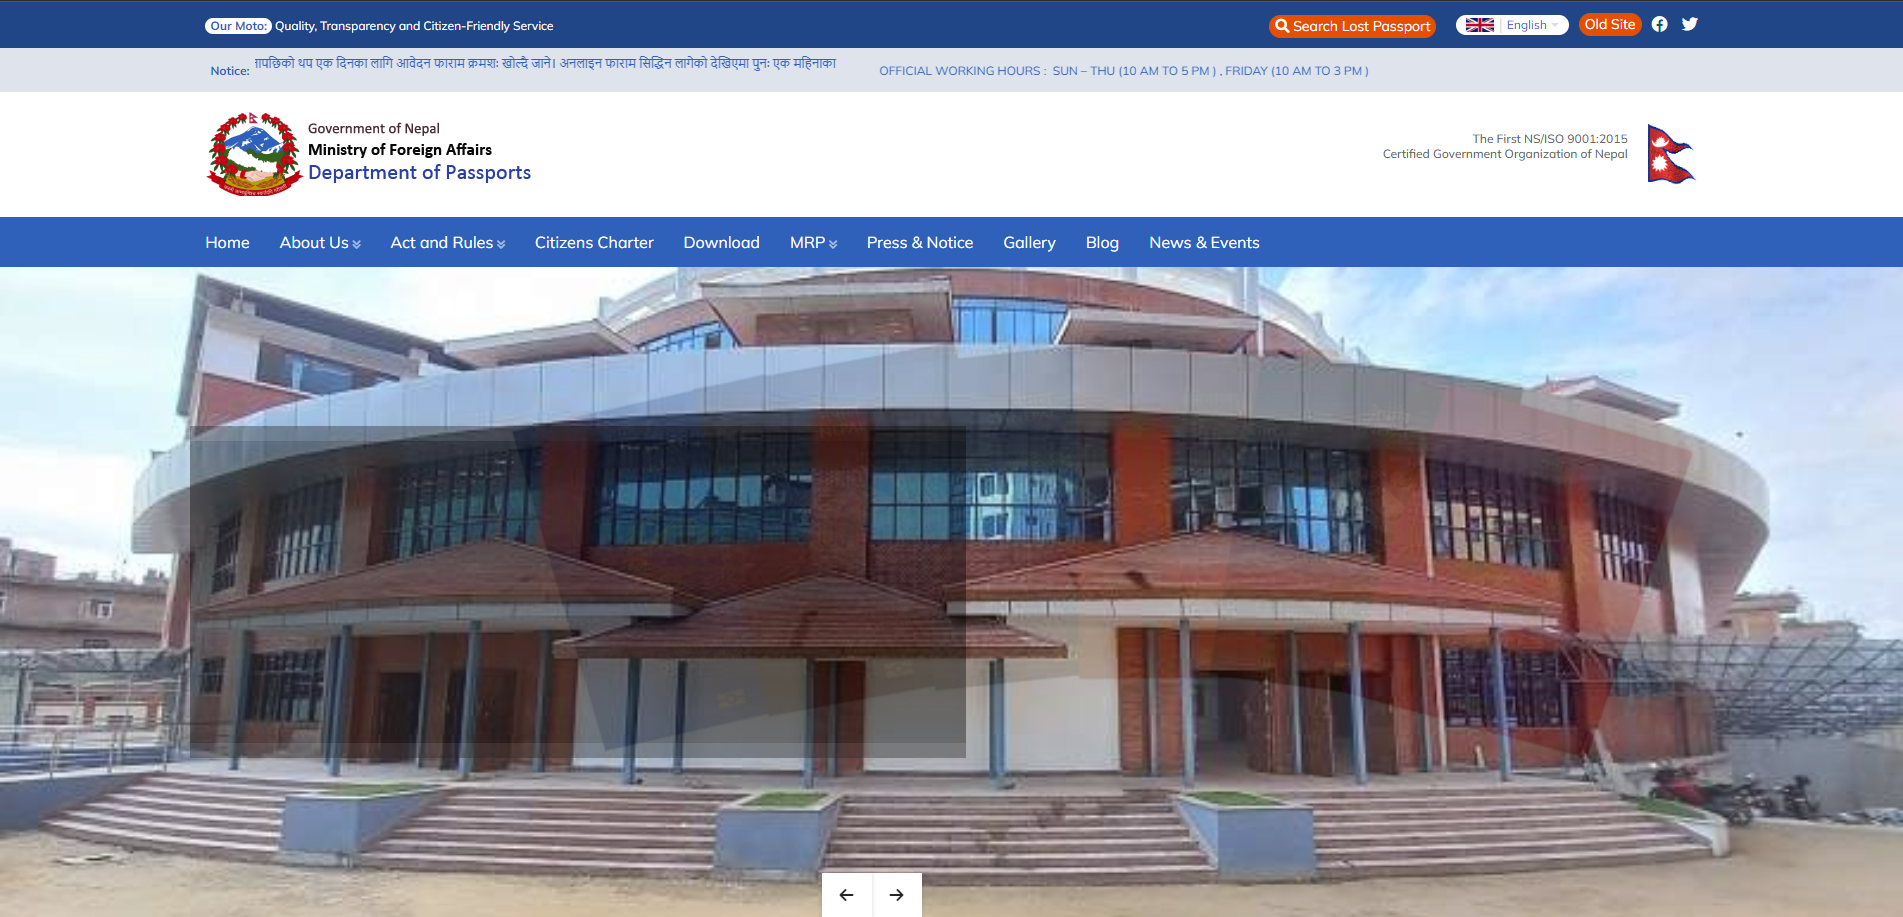 Our Moto: Quality, Transparency and Citizen-Friendly Service
Search Lost Passport
English
Old Site
Notice: पछिको थप एक दिनका लागि आवेदन फाराम क्रमशः खोल्दै जाने। अनलाइन फाराम सिद्धिन लागेको देखिएमा पुनः एक महिनाका
OFFICIAL WORKING HOURS : SUN – THU (10 AM TO 5 PM ) , FRIDAY (10 AM TO 3 PM )
Government of Nepal
Ministry of Foreign Affairs
Department of Passports
The First NS/ISO 9001:2015
Certified Government Organization of Nepal
Home About Us Act and Rules Citizens Charter Download MRP Press & Notice Gallery Blog News & Events